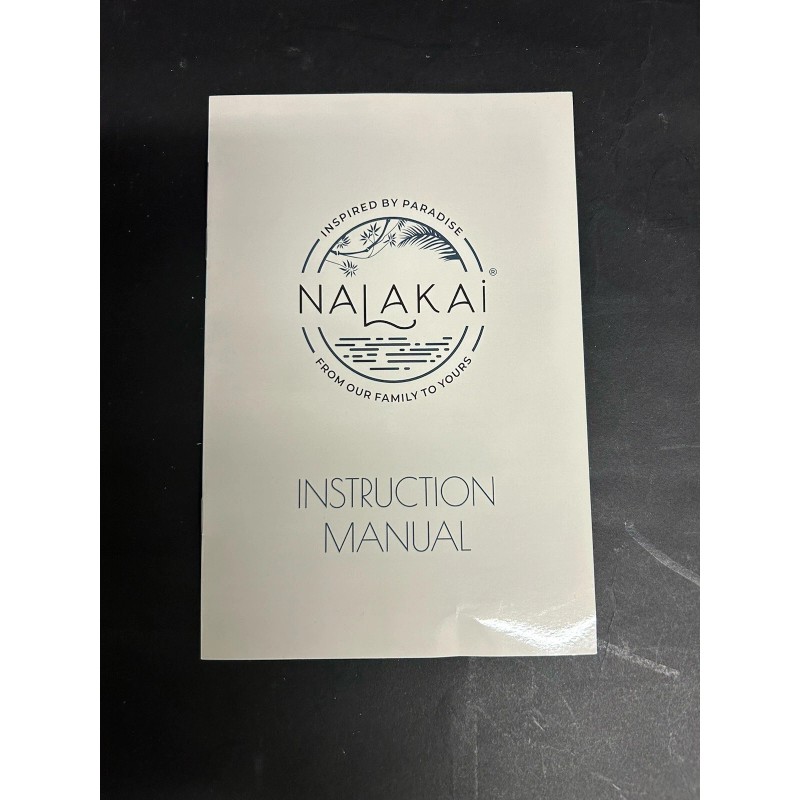 INSPIRED BY PARADISE
NALAKAi®
FROM OUR FAMILY TO YOURS
INSTRUCTION
MANUAL